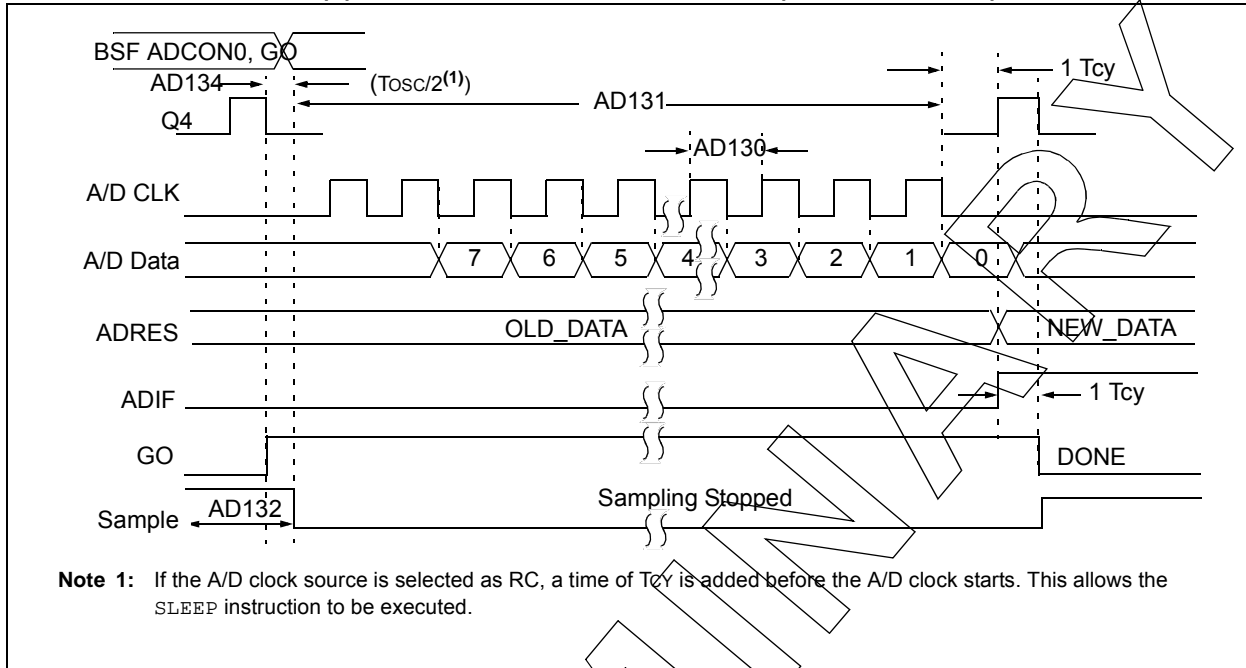 BSF ADCON0, GO
AD134
(TOSC/2(1))
1 Tcy
AD131
Q4
AD130
A/D CLK
A/D Data
7 6 5 4 3 2 1 0
ADRES
OLD_DATA
NEW_DATA
ADIF
1 Tcy
GO
DONE
Sampling Stopped
AD132
Sample
Note 1: If the A/D clock source is selected as RC, a time of TCY is added before the A/D clock starts. This allows the
SLEEP instruction to be executed.
INARY